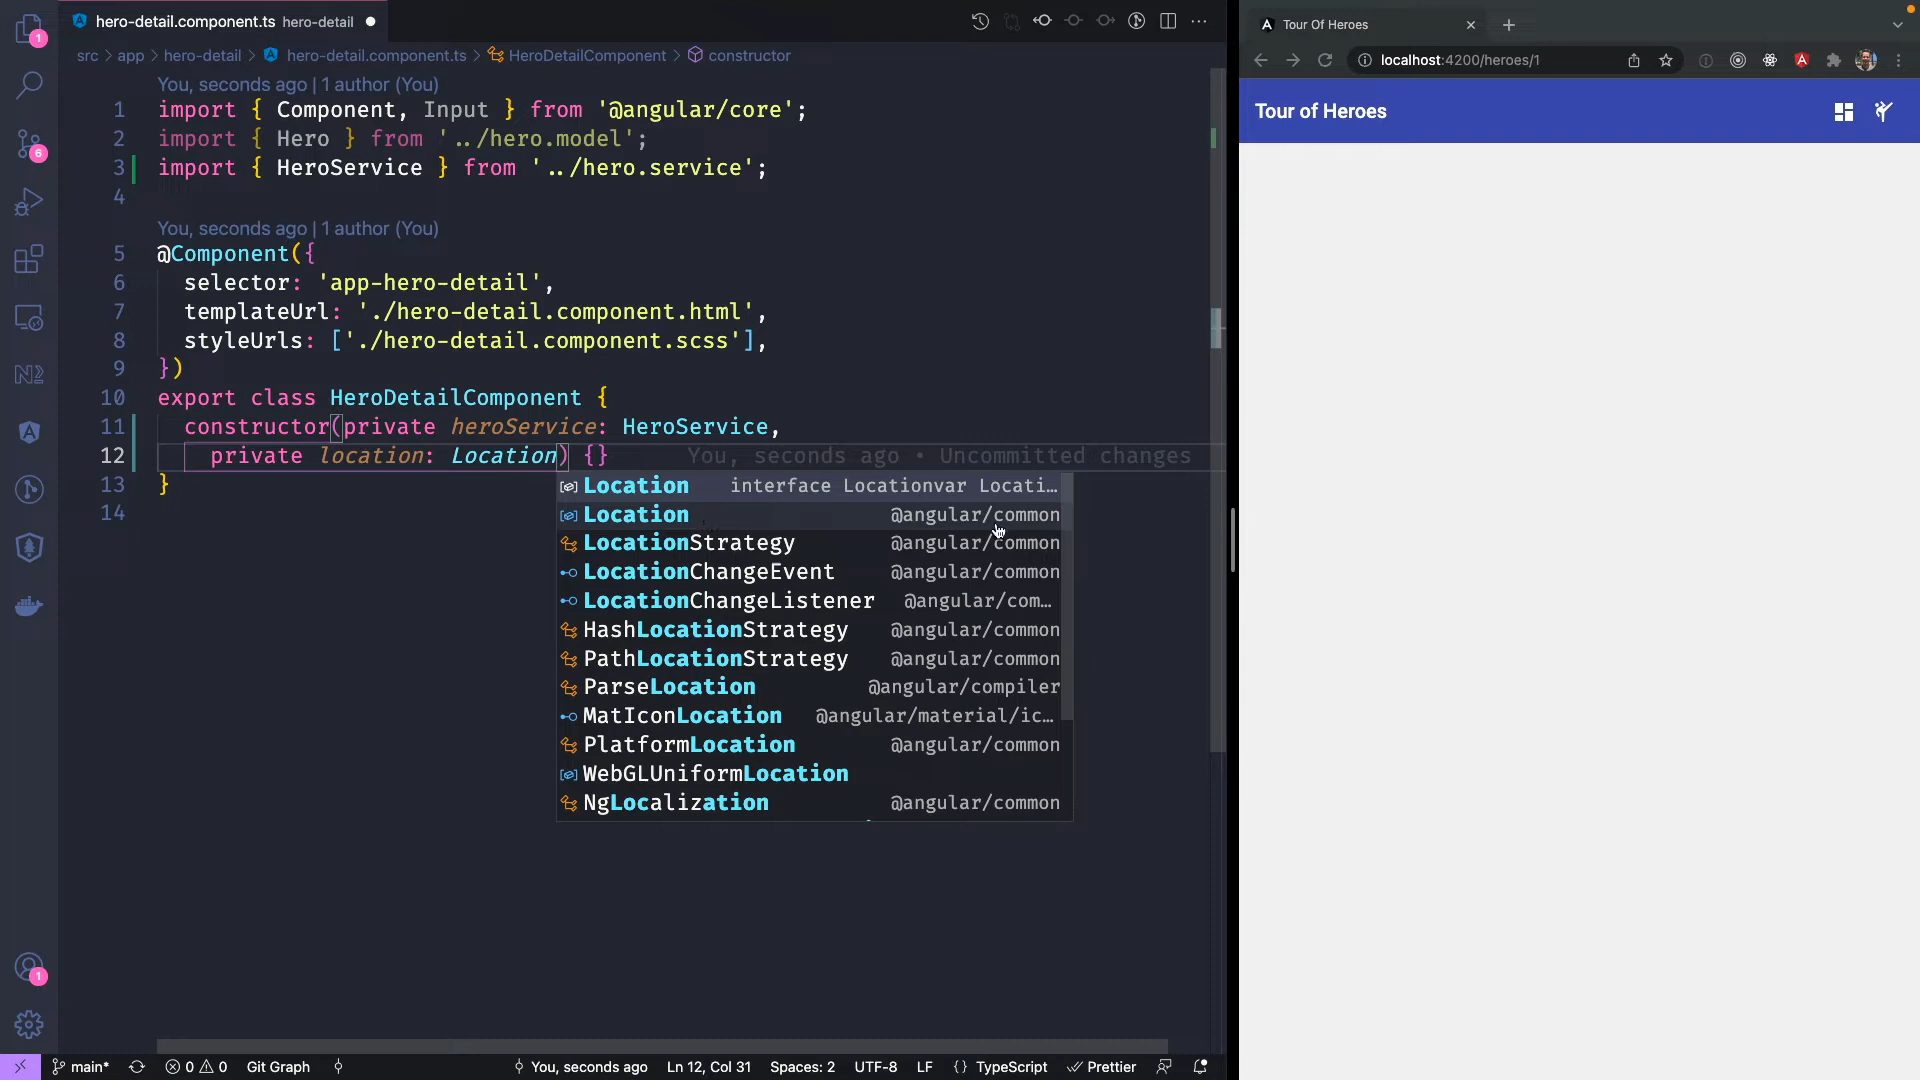 hero-detail.component.ts hero-detail
src > app > hero-detail > hero-detail.component.ts > HeroDetailComponent > constructor
You, seconds ago | 1 author (You)
1 import { Component, Input } from '@angular/core';
2 import { Hero } from '../hero.model';
3 import { HeroService } from '../hero.service';
4
You, seconds ago | 1 author (You)
5 @Component({
6 selector: 'app-hero-detail',
7 templateUrl: './hero-detail.component.html',
8 styleUrls: ['./hero-detail.component.scss'],
9 })
10 export class HeroDetailComponent {
11 constructor(private heroService: HeroService,
12 private location: Location) {} You, seconds ago • Uncommitted changes
13 }
14
Location interface Locationvar Locati…
Location @angular/common
LocationStrategy @angular/common
LocationChangeEvent @angular/common
LocationChangeListener @angular/com…
HashLocationStrategy @angular/common
PathLocationStrategy @angular/common
ParseLocation @angular/compiler
MatIconLocation @angular/material/ic…
PlatformLocation @angular/common
WebGLUniformLocation
NgLocalization @angular/common
1
6
1
main* 0 0 Git Graph You, seconds ago Ln 12, Col 31 Spaces: 2 UTF-8 LF {} TypeScript Prettier
Tour Of Heroes
localhost:4200/heroes/1
Tour of Heroes